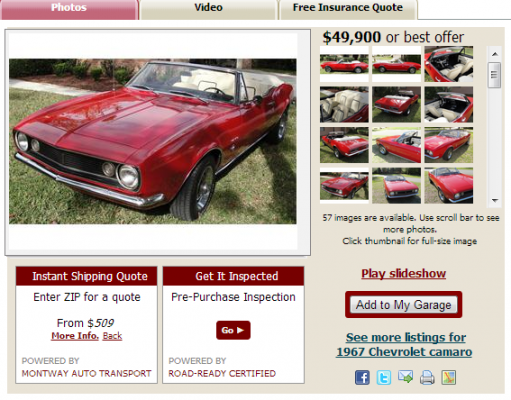 Photos
Video
Free Insurance Quote
$49,900 or best offer
57 images are available. Use scroll bar to see
more photos.
Click thumbnail for full-size image
Instant Shipping Quote
Enter ZIP for a quote
From $509
More Info. Back
POWERED BY
MONTWAY AUTO TRANSPORT
Get It Inspected
Pre-Purchase Inspection
Go
POWERED BY
ROAD-READY CERTIFIED
Play slideshow
Add to My Garage
See more listings for
1967 Chevrolet camaro